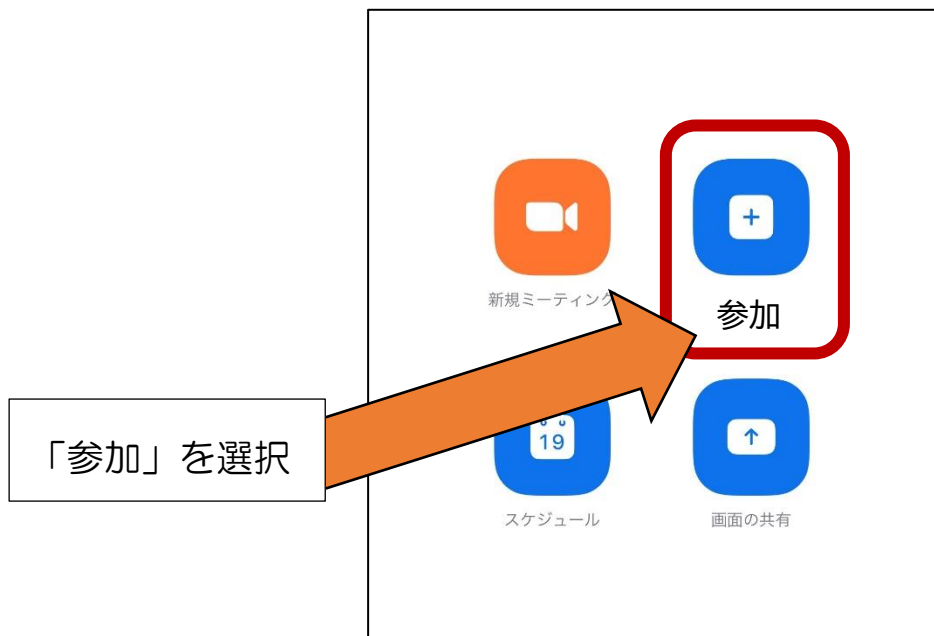 新規ミーティング
参加
「参加」を選択
19
スケジュール
画面の共有